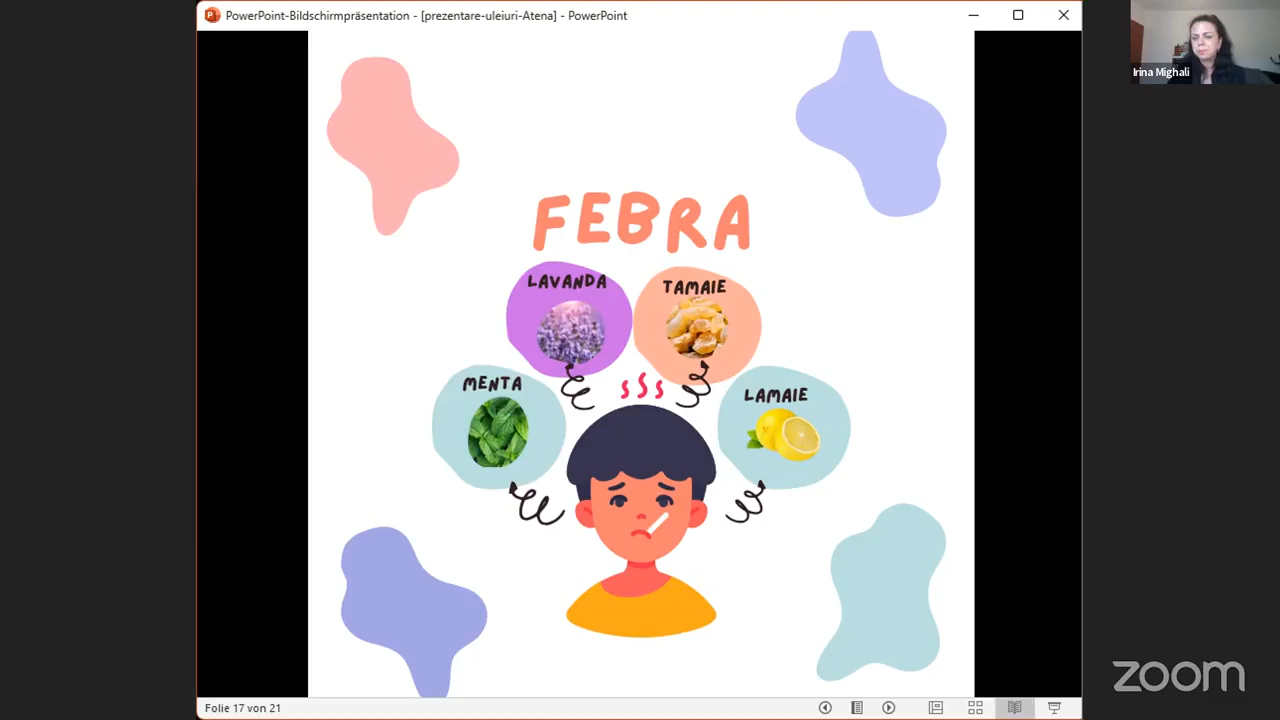 PowerPoint-Bildschirmpräsentation - [prezentare-uleiuri-Atena] - PowerPoint
Irina Mighali
FEBRA
LAVANDA
TAMAIE
MENTA
LAMAIE
Folie 17 von 21
zoom